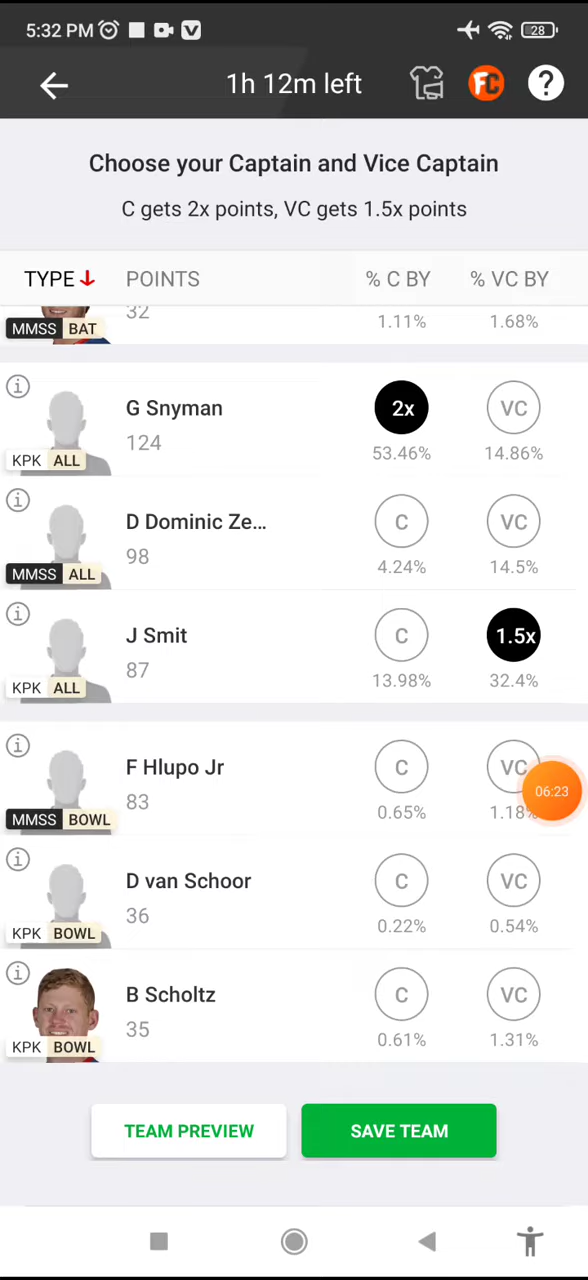 5:32 PM V 28
1h 12m left FC ?
Choose your Captain and Vice Captain
C gets 2x points, VC gets 1.5x points
TYPE POINTS % C BY % VC BY
32 1.11% 1.68%
MMSS BAT
G Snyman 2x VC
124 53.46% 14.86%
KPK ALL
D Dominic Ze... C VC
98 4.24% 14.5%
MMSS ALL
J Smit C 1.5x
87 13.98% 32.4%
KPK ALL
F Hlupo Jr C VC
83 0.65% 1.18% 06:23
MMSS BOWL
D van Schoor C VC
36 0.22% 0.54%
KPK BOWL
B Scholtz C VC
35 0.61% 1.31%
KPK BOWL
TEAM PREVIEW SAVE TEAM